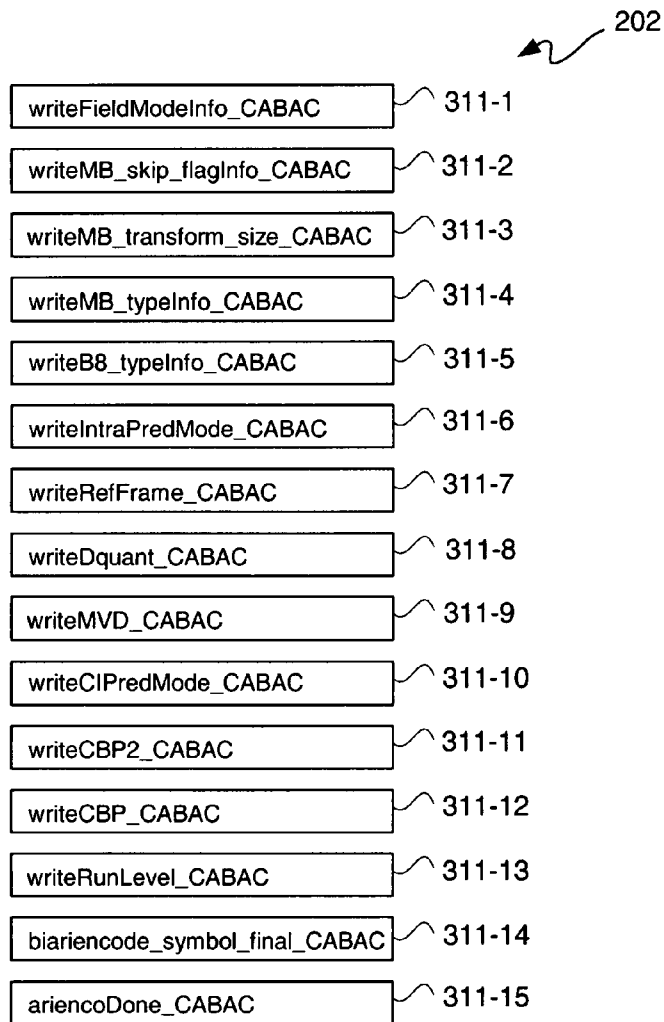 202
writeFieldModeInfo_CABAC 311-1
writeMB_skip_flagInfo_CABAC 311-2
writeMB_transform_size_CABAC 311-3
writeMB_typeInfo_CABAC 311-4
writeB8_typeInfo_CABAC 311-5
writeIntraPredMode_CABAC 311-6
writeRefFrame_CABAC 311-7
writeDquant_CABAC 311-8
writeMVD_CABAC 311-9
writeCIPredMode_CABAC 311-10
writeCBP2_CABAC 311-11
writeCBP_CABAC 311-12
writeRunLevel_CABAC 311-13
biariencode_symbol_final_CABAC 311-14
ariencoDone_CABAC 311-15